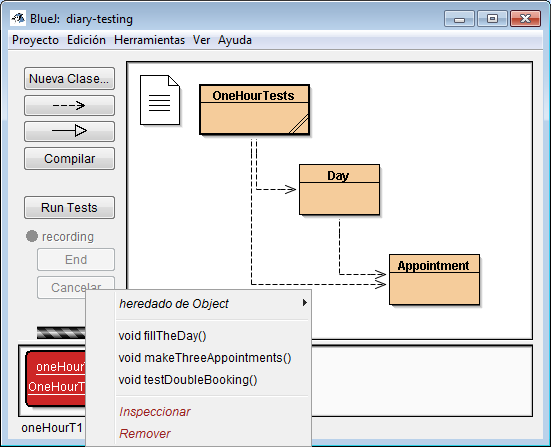 BlueJ: diary-testing
Proyecto Edición Herramientas Ver Ayuda
Nueva Clase...
Compilar
Run Tests
recording
End
Cancelar
OneHourTests
Day
Appointment
heredado de Object
void fillTheDay()
void makeThreeAppointments()
void testDoubleBooking()
Inspeccionar
Remover
oneHourT
OneHourT
oneHourT1